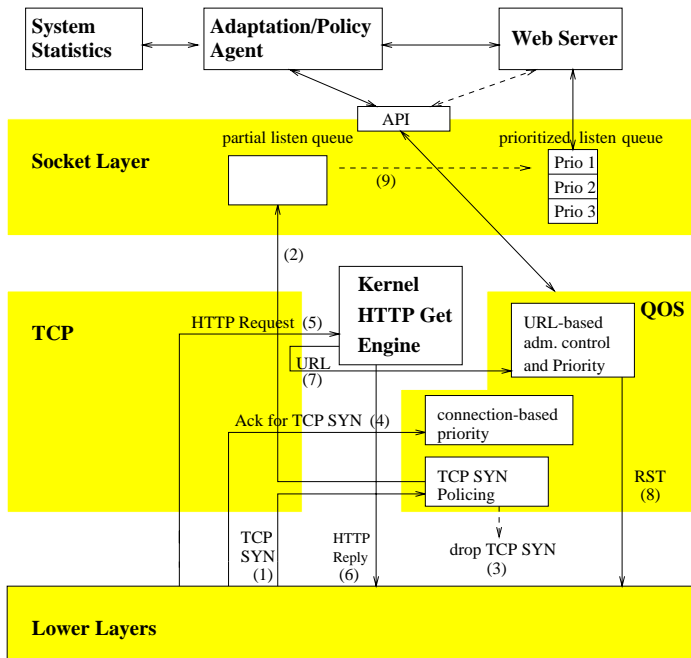 System
Statistics
Adaptation/Policy
Agent
Web Server
API
partial listen queue
prioritized listen queue
Socket Layer
Prio 1
Prio 2
Prio 3
(9)
(2)
Kernel
HTTP Get
Engine
TCP
QOS
HTTP Request (5)
URL-based
adm. control
and Priority
URL
(7)
Ack for TCP SYN (4)
connection-based
priority
TCP SYN
Policing
RST
(8)
TCP
SYN
(1)
HTTP
Reply
(6)
drop TCP SYN
(3)
Lower Layers